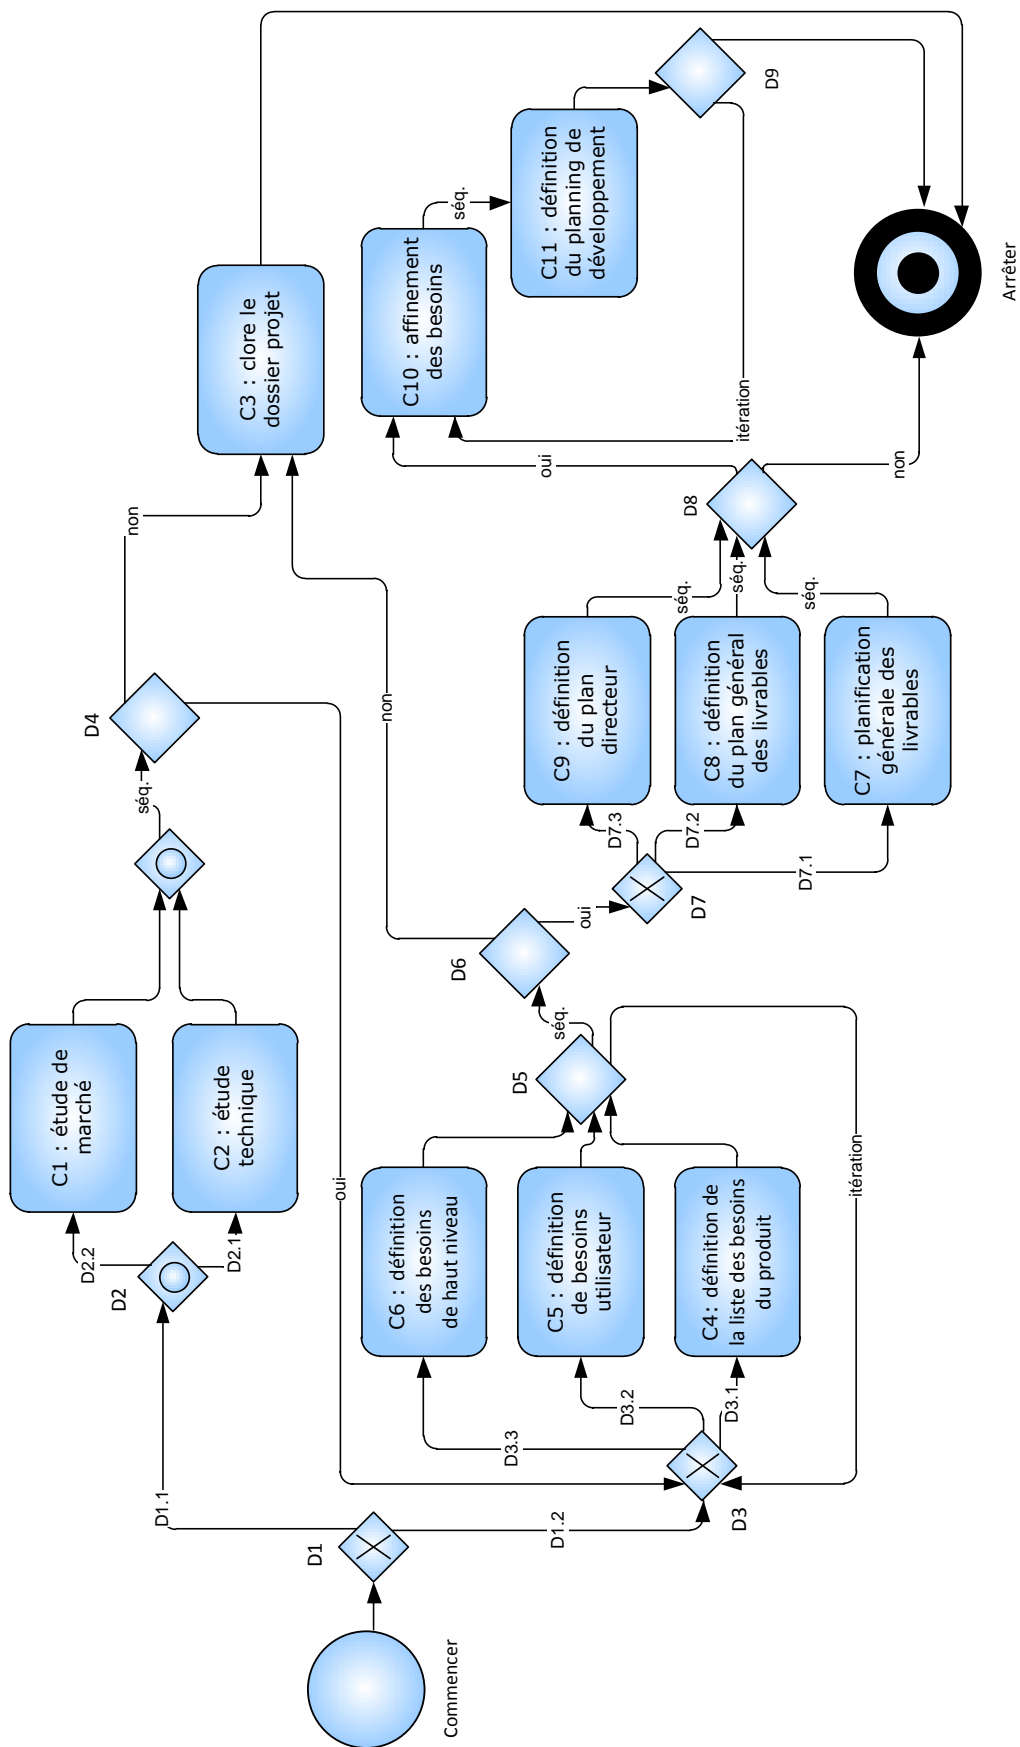 Commencer
D1
D1.1
D1.2
D2
D2.2
D2.1
C1 : étude de
marché
C2 : étude
technique
séq.
D4
non
oui
C3 : clore le
dossier projet
D3
D3.3
D3.2
D3.1
C6 : définition
des besoins
de haut niveau
C5 : définition
de besoins
utilisateur
C4: définition de
la liste des besoins
du produit
D5
itération
séq.
D6
non
oui
D7
D7.3
D7.2
D7.1
C9 : définition
du plan
directeur
C8 : définition
du plan général
des livrables
C7 : planification
générale des
livrables
séq.
séq.
séq.
D8
oui
non
C10 : affinement
des besoins
séq.
C11 : définition
du planning de
développement
itération
D9
Arrêter